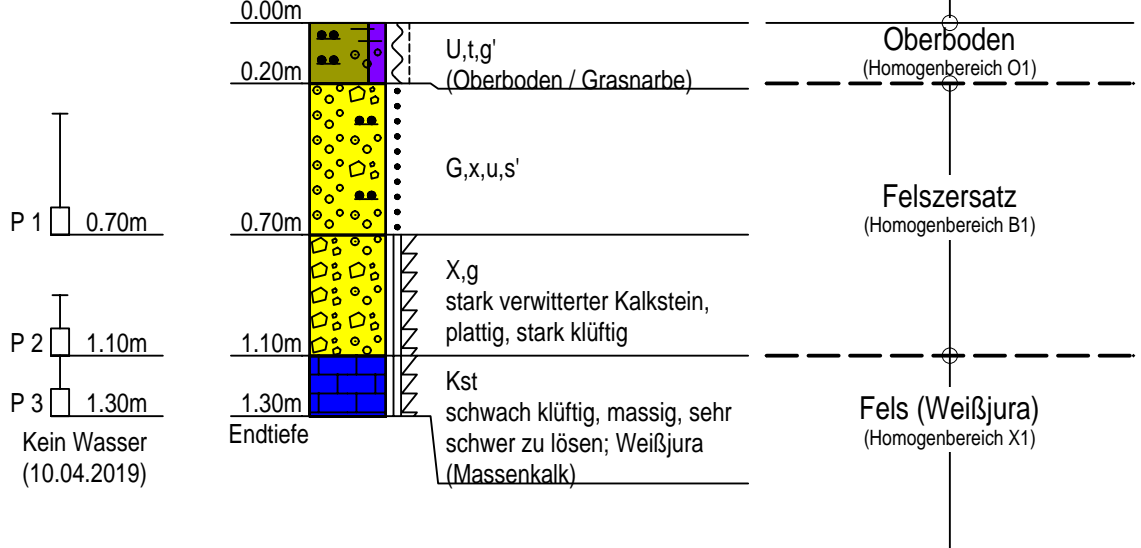 0.00m
U,t,g'
(Oberboden / Grasnarbe)
Oberboden
(Homogenbereich O1)
0.20m
G,x,u,s'
Felszersatz
(Homogenbereich B1)
P 1 0.70m
0.70m
X,g
stark verwitterter Kalkstein,
plattig, stark klüftig
P 2 1.10m
1.10m
Kst
schwach klüftig, massig, sehr
schwer zu lösen; Weißjura
(Massenkalk)
Fels (Weißjura)
(Homogenbereich X1)
P 3 1.30m
1.30m
Endtiefe
Kein Wasser
(10.04.2019)